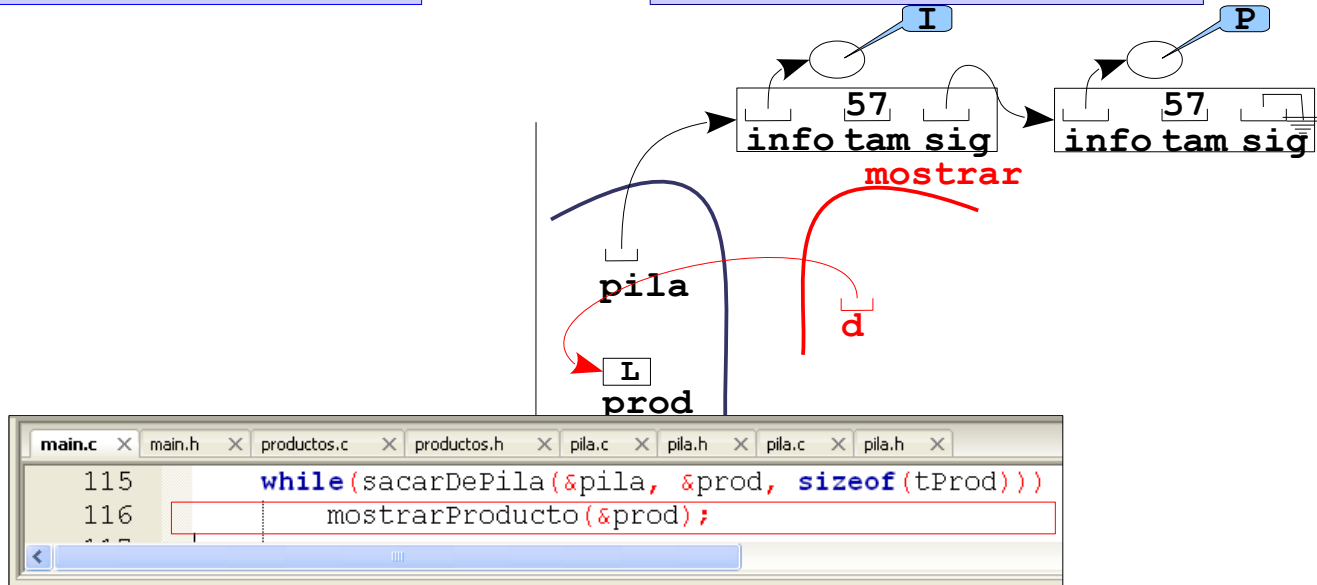 I P
57 57
info tam sig info tam sig
mostrar
pila
d
L
prod
main.c main.h productos.c productos.h pila.c pila.h pila.c pila.h
115 while(sacarDePila(&pila, &prod, sizeof(tProd)))
116 mostrarProducto(&prod);